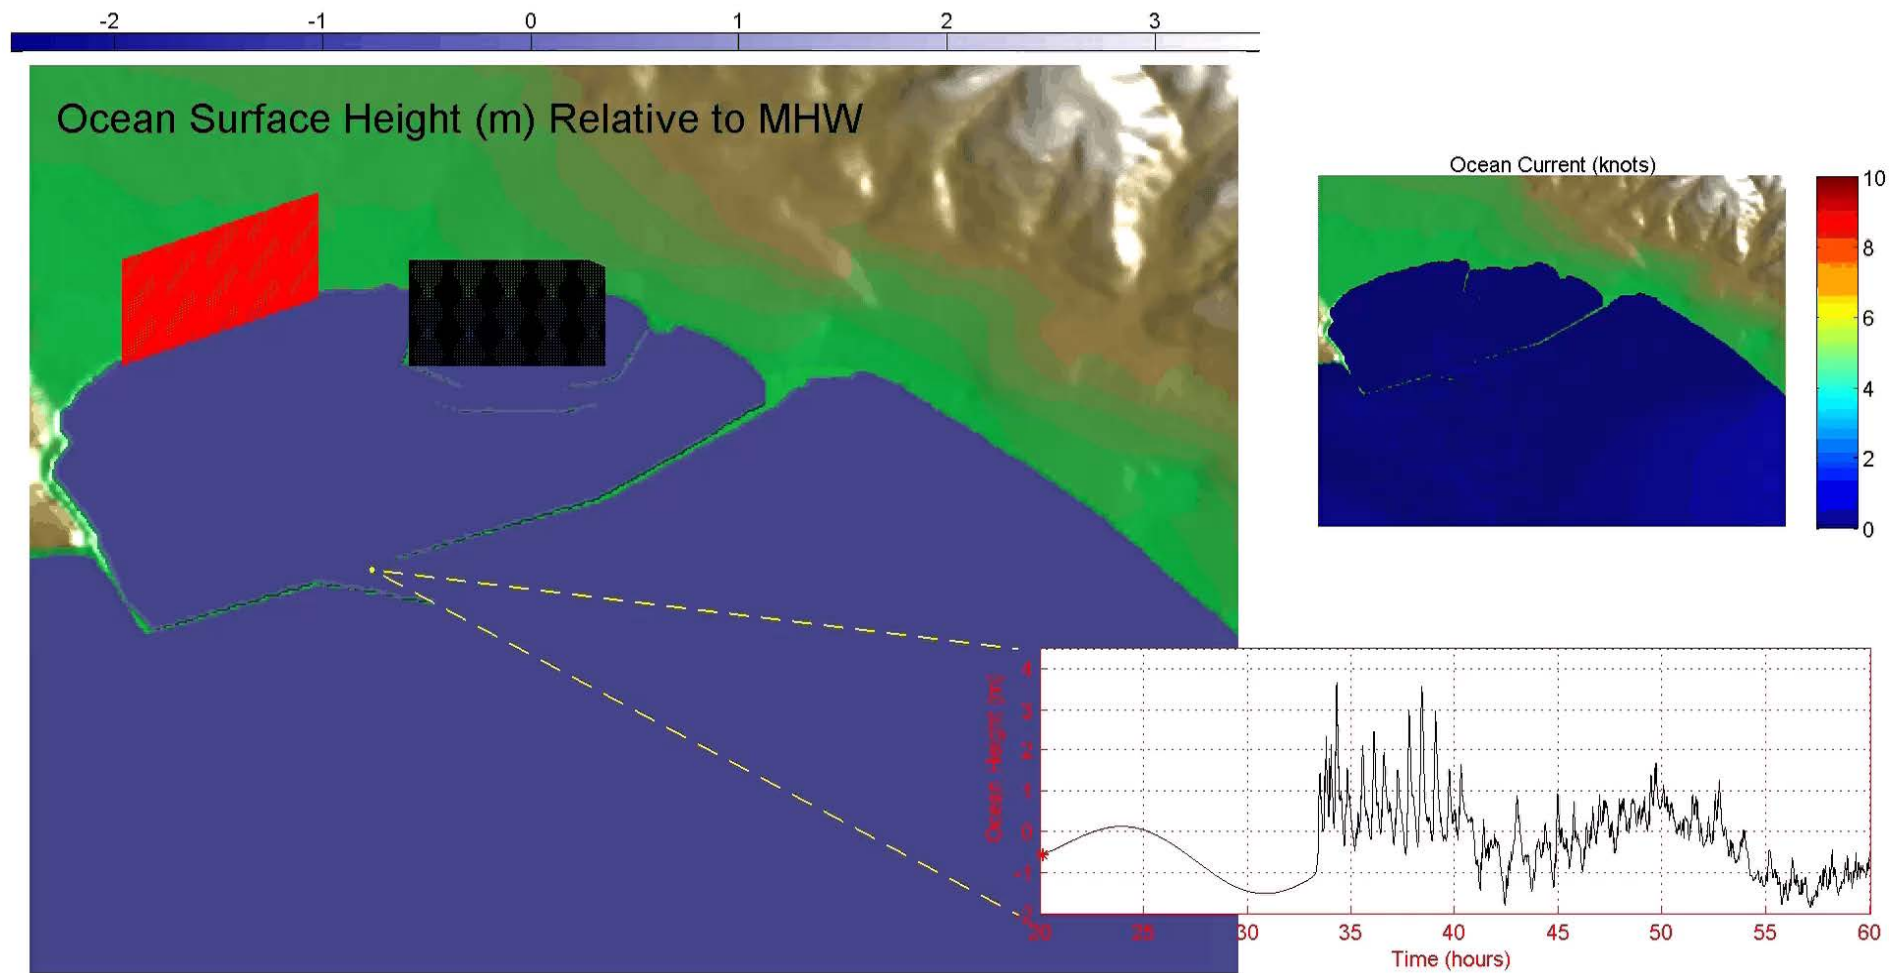 -2 -1 0 1 2 3
Ocean Surface Height (m) Relative to MHW
Ocean Current (knots)
10
8
6
4
2
0
Ocean Height (m)
4
3
2
1
0
-1
-2
20 25 30 35 40 45 50 55 60
Time (hours)